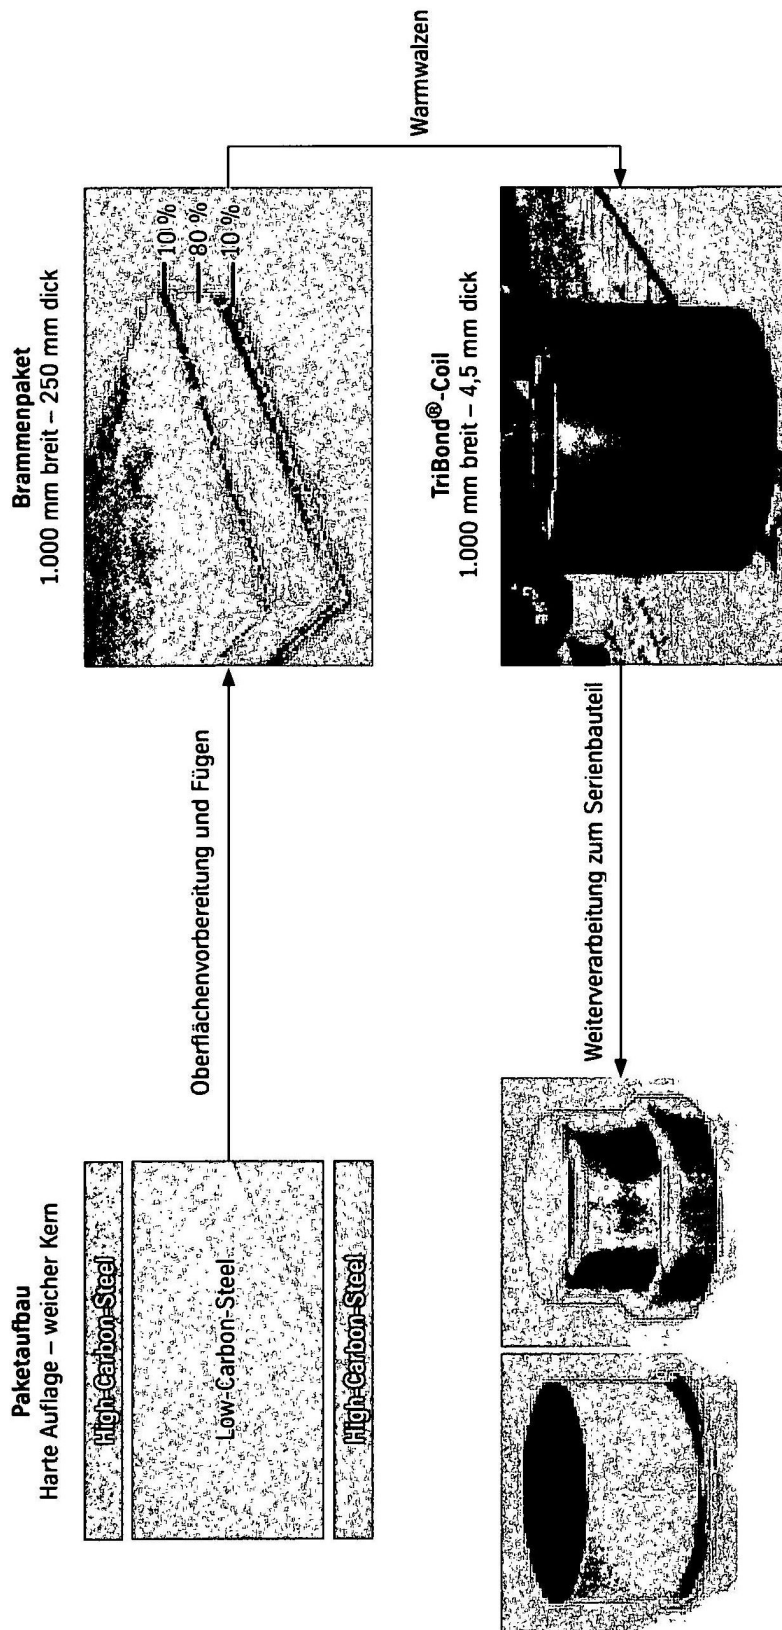 Paketaufbau
Harte Auflage – weicher Kern
High-Carbon-Steel
Low-Carbon-Steel
High-Carbon-Steel
Oberflächenvorbereitung und Fügen
Brammenpaket
1.000 mm breit – 250 mm dick
10 %
80 %
10 %
Warmwalzen
TriBond®-Coil
1.000 mm breit – 4,5 mm dick
Weiterverarbeitung zum Serienbauteil